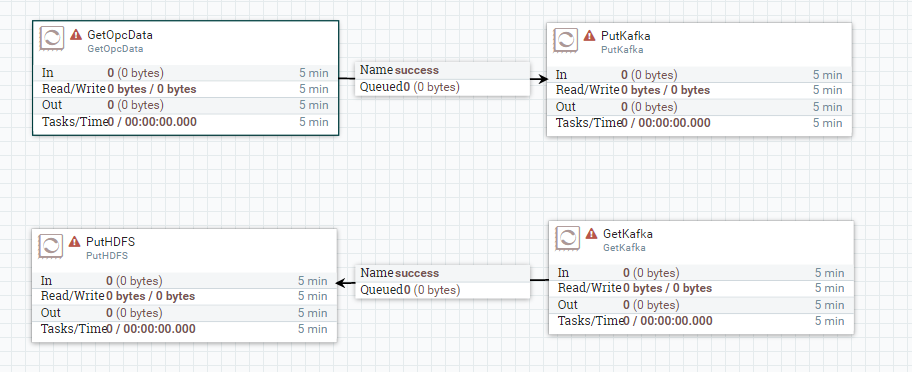 GetOpcData
GetOpcData
In 0 (0 bytes) 5 min
Read/Write 0 bytes / 0 bytes 5 min
Out 0 (0 bytes) 5 min
Tasks/Time 0 / 00:00:00.000 5 min
Name success
Queued 0 (0 bytes)
PutKafka
PutKafka
In 0 (0 bytes) 5 min
Read/Write 0 bytes / 0 bytes 5 min
Out 0 (0 bytes) 5 min
Tasks/Time 0 / 00:00:00.000 5 min
PutHDFS
PutHDFS
In 0 (0 bytes) 5 min
Read/Write 0 bytes / 0 bytes 5 min
Out 0 (0 bytes) 5 min
Tasks/Time 0 / 00:00:00.000 5 min
Name success
Queued 0 (0 bytes)
GetKafka
GetKafka
In 0 (0 bytes) 5 min
Read/Write 0 bytes / 0 bytes 5 min
Out 0 (0 bytes) 5 min
Tasks/Time 0 / 00:00:00.000 5 min